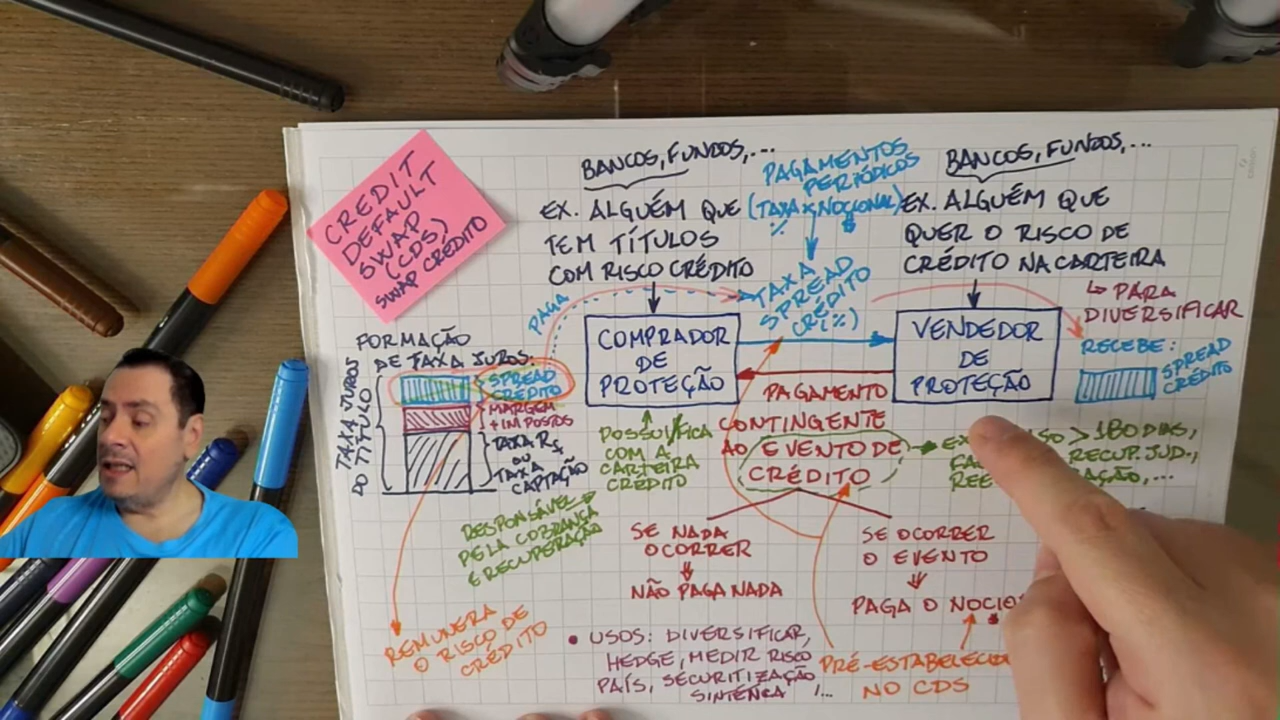 CREDIT
DEFAULT
SWAP
(CDS)
SWAP CRÉDITO
BANCOS, FUNDOS,...
EX. ALGUÉM QUE
TEM TÍTULOS
COM RISCO CRÉDITO
PAGAMENTOS
PERIÓDICOS
(TAXA x NOCIONAL)
% $
TAXA
SPREAD
CRÉDITO
(%)
BANCOS, FUNDOS,...
EX. ALGUÉM QUE
QUER O RISCO DE
CRÉDITO NA CARTEIRA
↳ PARA
DIVERSIFICAR
PAGA
FORMAÇÃO
DE TAXA JUROS:
TAXA JUROS
DO TÍTULO
SPREAD
CRÉDITO
MARGEM
+ IMPOSTOS
TAXA Rf
OU
TAXA
CAPTAÇÃO
COMPRADOR
DE
PROTEÇÃO
VENDEDOR
DE
PROTEÇÃO
RECEBE:
SPREAD
CRÉDITO
PAGAMENTO
CONTINGENTE
AO EVENTO DE
CRÉDITO
POSSUI/FICA
COM A
CARTEIRA
CRÉDITO
RESPONSÁVEL
PELA COBRANÇA
E RECUPERAÇÃO
> 180 DIAS,
RECUP. JUD.,
SE NADA
OCORRER
NÃO PAGA NADA
SE OCORRER
O EVENTO
PAGA O
REMUNERA
O RISCO DE
CRÉDITO
• USOS: DIVERSIFICAR,
HEDGE, MEDIR RISCO
PAÍS, SECURITIZAÇÃO
SINTÉTICA, ...
NO CDS